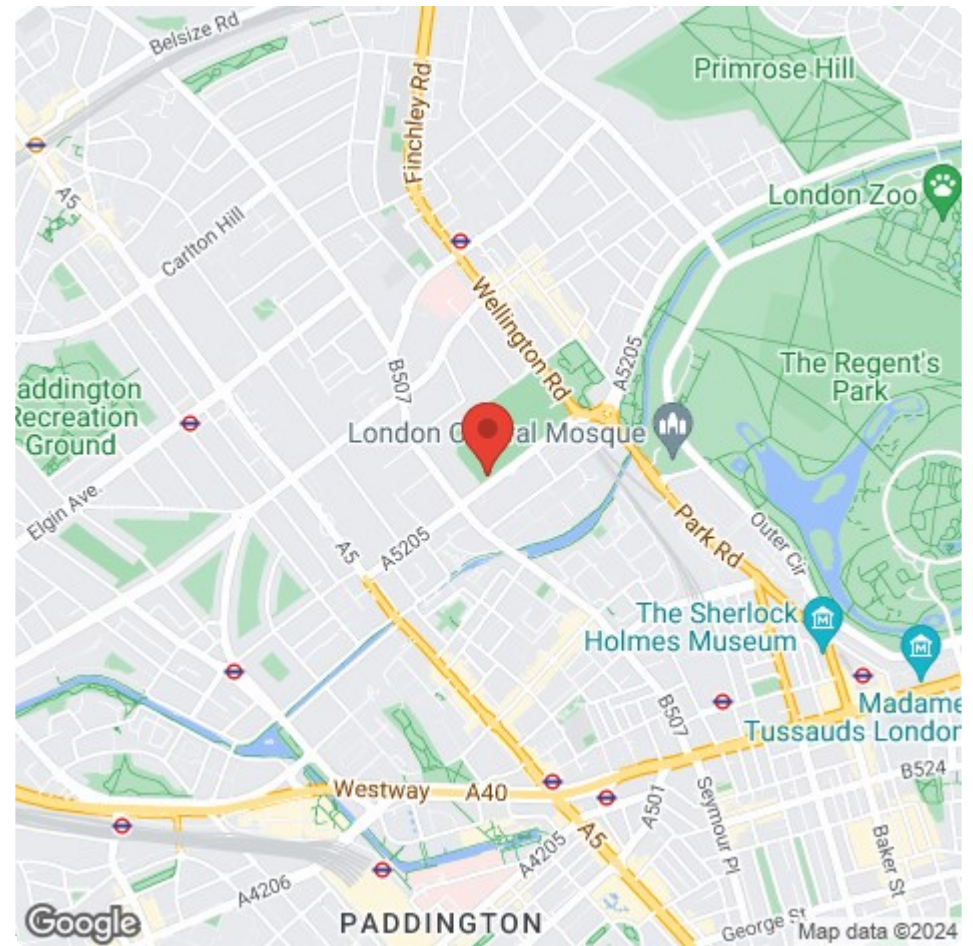 Belsize Rd
Finchley Rd
Primrose Hill
London Zoo
A5
Carlton Hill
Wellington Rd
A5205
B507
The Regent's
Park
addington
Recreation
Ground
London C
al Mosque
Elgin Ave.
A5
A5205
Park Rd
Outer Cir
The Sherlock
Holmes Museum
Madame
Tussauds London
B507
Westway
A40
B524
A501
Seymour Pl
Baker St
A5
A4205
A4206
PADDINGTON
George St
Google
Map data ©2024